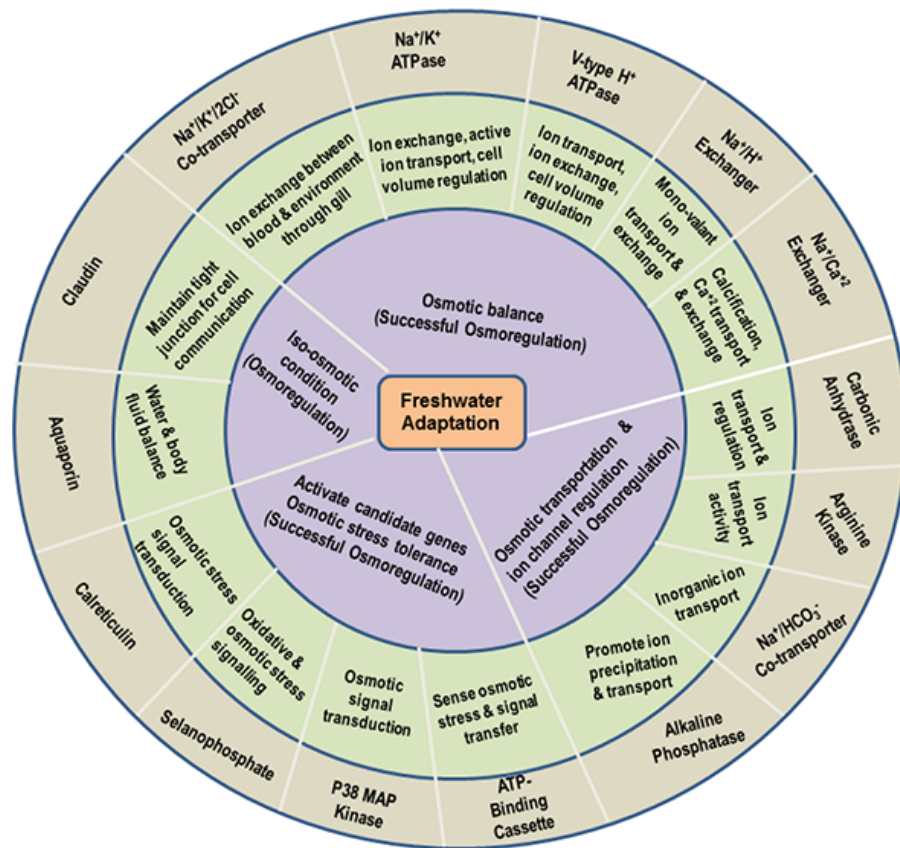 Na⁺/K⁺
ATPase
V-type H⁺
ATPase
Na⁺/H⁺
Exchanger
Na⁺/Ca⁺²
Exchanger
Carbonic
Anhydrase
Arginine
Kinase
Na⁺/HCO₃⁻
Co-transporter
Alkaline
Phosphatase
ATP-
Binding
Cassette
P38 MAP
Kinase
Selanophosphate
Calreticulin
Aquaporin
Claudin
Na⁺/K⁺/2Cl⁻
Co-transporter
Ion exchange, active
ion transport, cell
volume regulation
Ion transport,
ion exchange,
cell volume
regulation
Mono-valant
ion
transport &
exchange
Calcification,
Ca⁺² transport
& exchange
Ion
transport &
regulation
Ion
transport
activity
Inorganic ion
transport
Promote ion
precipitation
& transport
Sense osmotic
stress & signal
transfer
Osmotic
signal
transduction
Oxidative &
osmotic stress
signalling
Osmotic stress
signal
transduction
Water & body
fluid balance
Maintain tight
junction for cell
communication
Ion exchange between
blood & environment
through gill
Osmotic balance
(Successful Osmoregulation)
Osmotic transportation &
ion channel regulation
(Successful Osmoregulation)
Activate candidate genes
Osmotic stress tolerance
(Successful Osmoregulation)
Iso-osmotic
condition
(Osmoregulation)
Freshwater
Adaptation